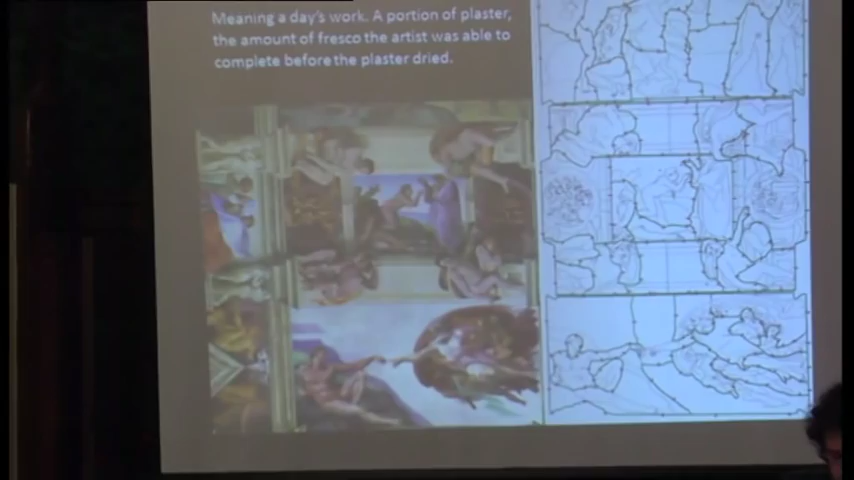 Meaning a day's work. A portion of plaster,
the amount of fresco the artist was able to
complete before the plaster dried.